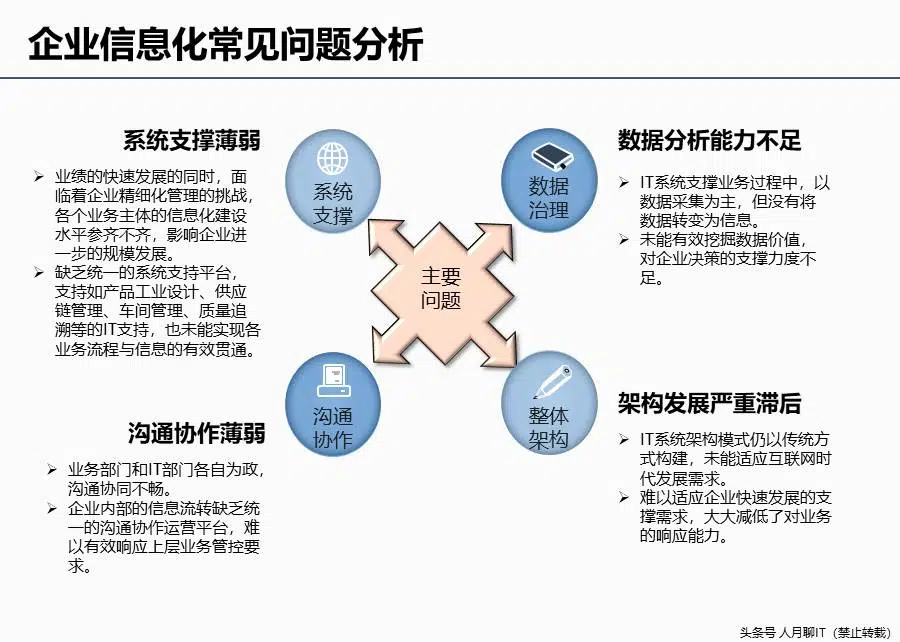 企业信息化常见问题分析
系统支撑薄弱
业绩的快速发展的同时，面
临着企业精细化管理的挑战，
各个业务主体的信息化建设
水平参齐不齐，影响企业进
一步的规模发展。
缺乏统一的系统支持平台，
支持如产品工业设计、供应
链管理、车间管理、质量追
溯等的IT支持，也未能实现各
业务流程与信息的有效贯通。
系统
支撑
数据
治理
数据分析能力不足
IT系统支撑业务过程中，以
数据采集为主，但没有将
数据转变为信息。
未能有效挖掘数据价值，
对企业决策的支撑力度不
足。
主要
问题
沟通协作薄弱
业务部门和IT部门各自为政，
沟通协同不畅。
企业内部的信息流转缺乏统
一的沟通协作运营平台，难
以有效响应上层业务管控要
求。
沟通
协作
整体
架构
架构发展严重滞后
IT系统架构模式仍以传统方
式构建，未能适应互联网时
代发展需求。
难以适应企业快速发展的支
撑需求，大大减低了对业务
的响应能力。
头条号 人月聊IT（禁止转载）